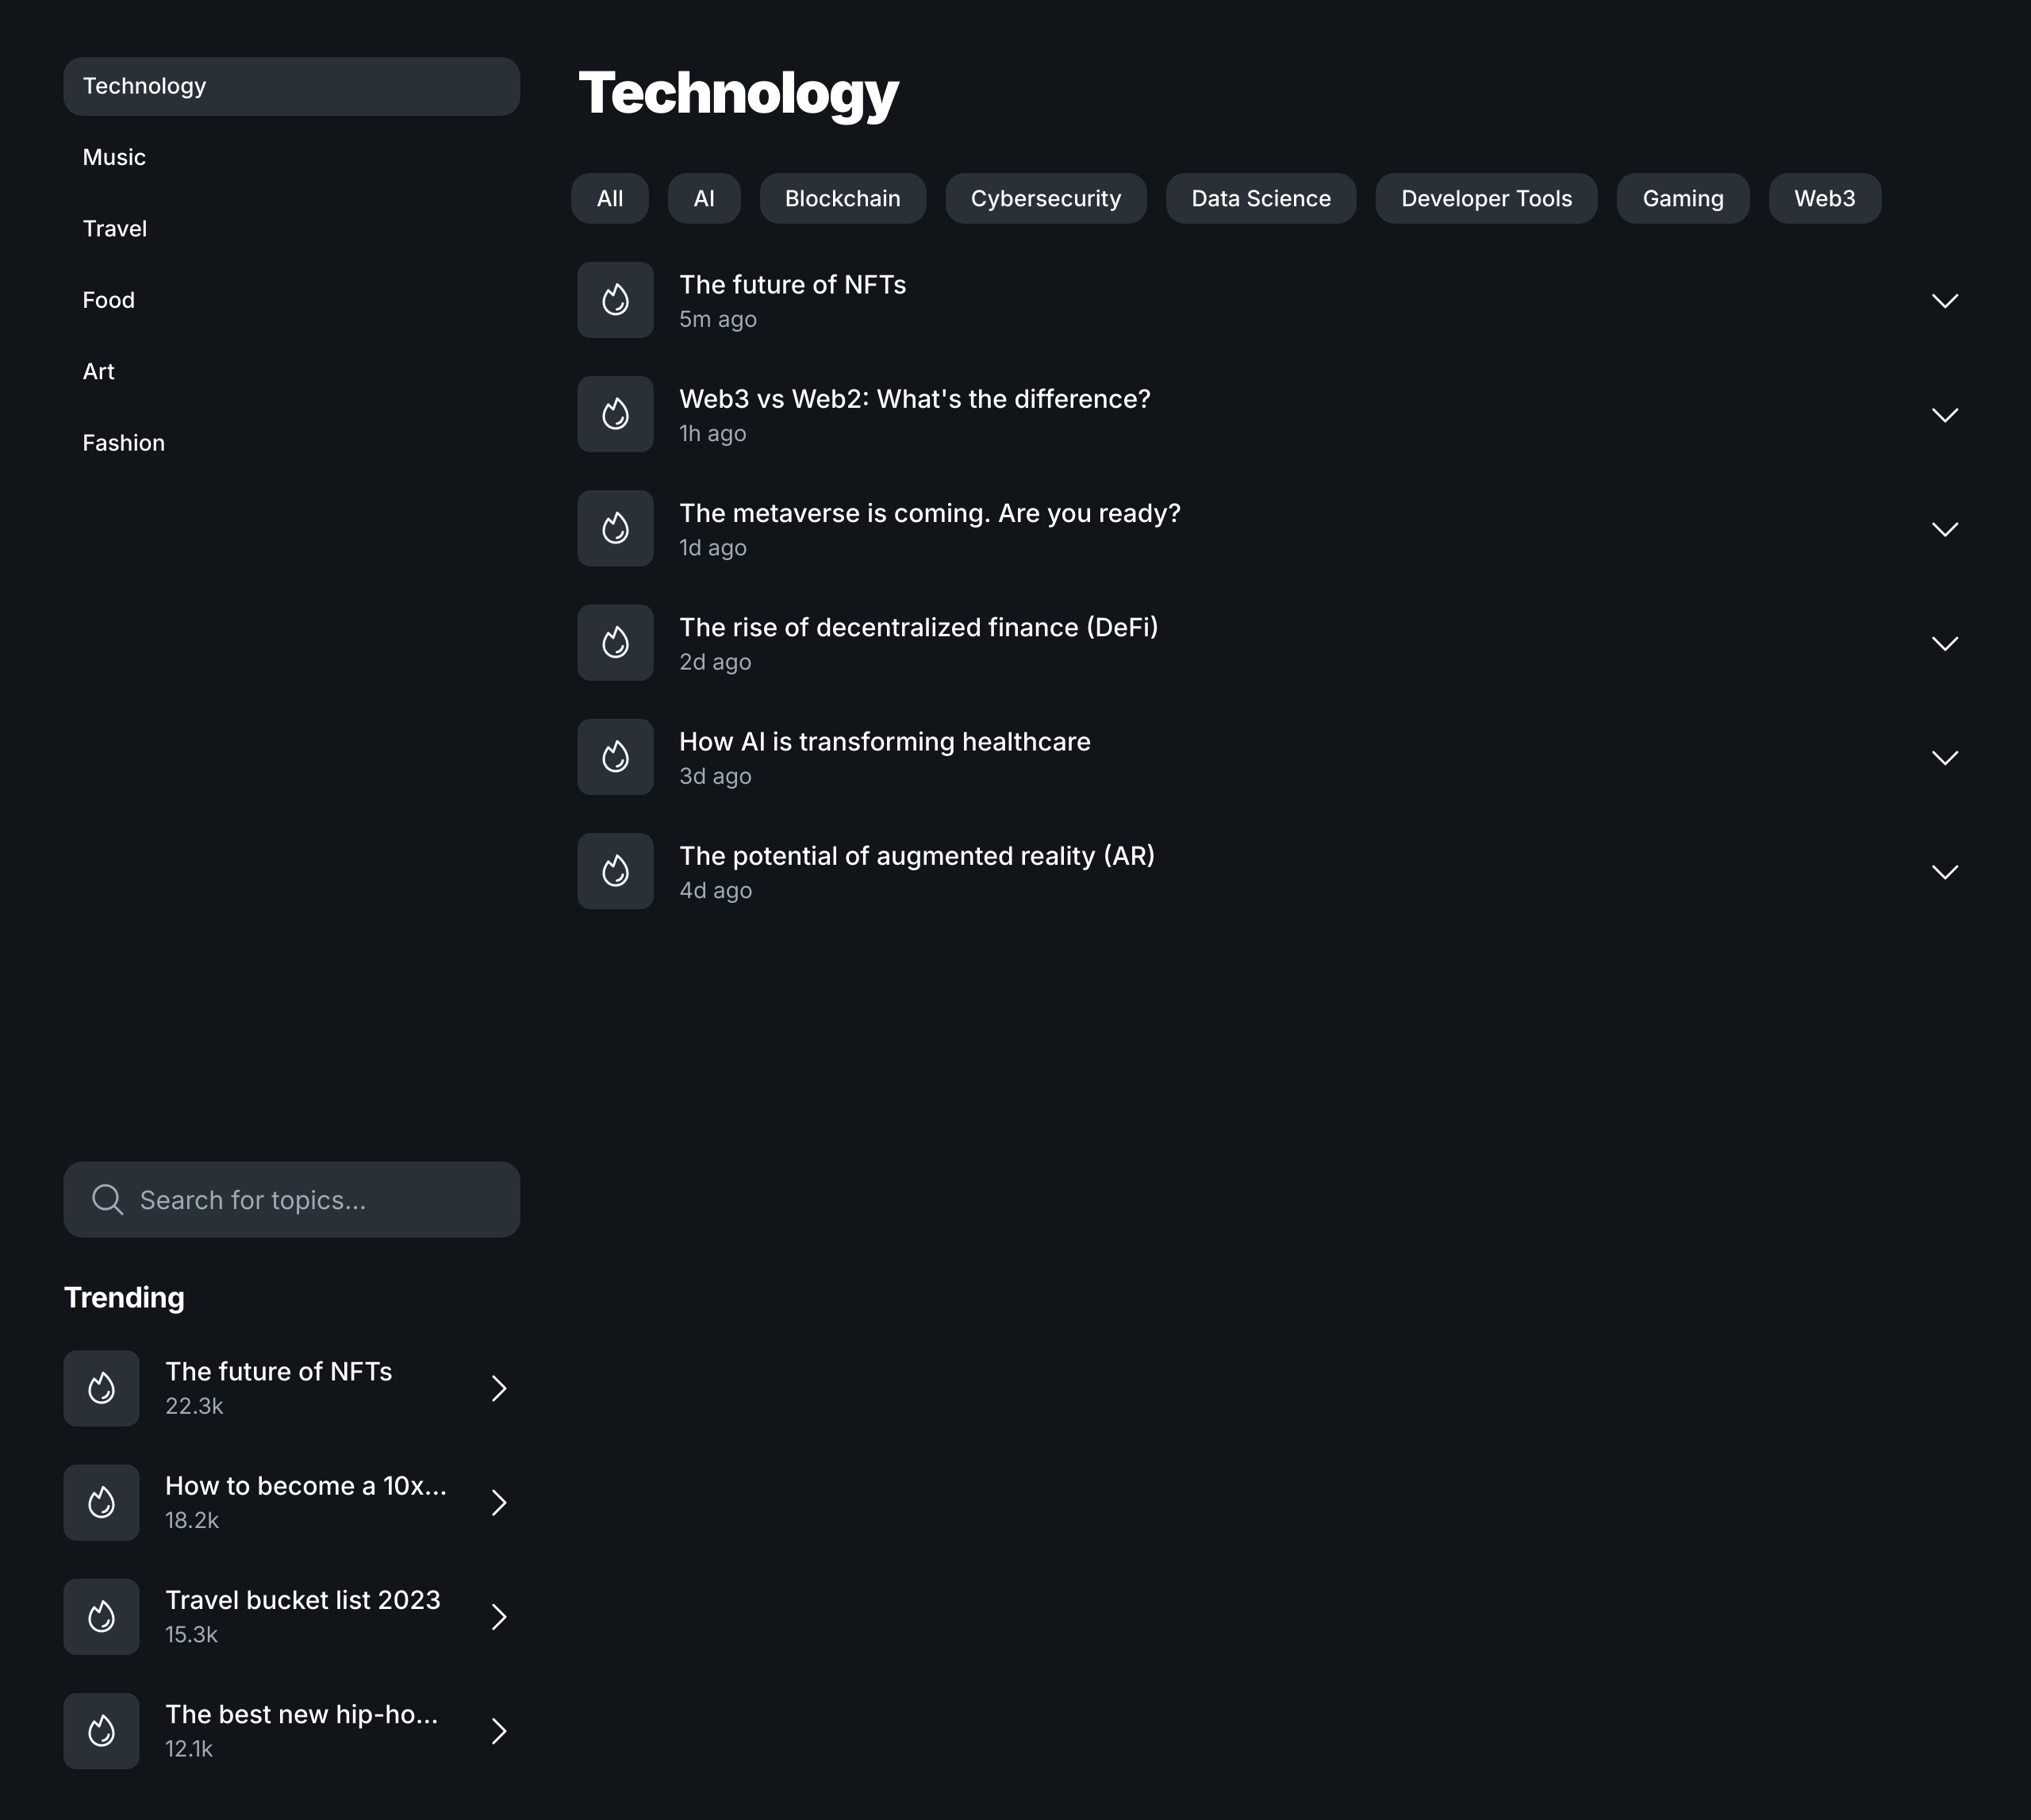 Technology
Music
Travel
Food
Art
Fashion
Search for topics...
Trending
The future of NFTs
22.3k
How to become a 10x...
18.2k
Travel bucket list 2023
15.3k
The best new hip-ho...
12.1k
Technology
All AI Blockchain Cybersecurity Data Science Developer Tools Gaming Web3
The future of NFTs
5m ago
Web3 vs Web2: What's the difference?
1h ago
The metaverse is coming. Are you ready?
1d ago
The rise of decentralized finance (DeFi)
2d ago
How AI is transforming healthcare
3d ago
The potential of augmented reality (AR)
4d ago